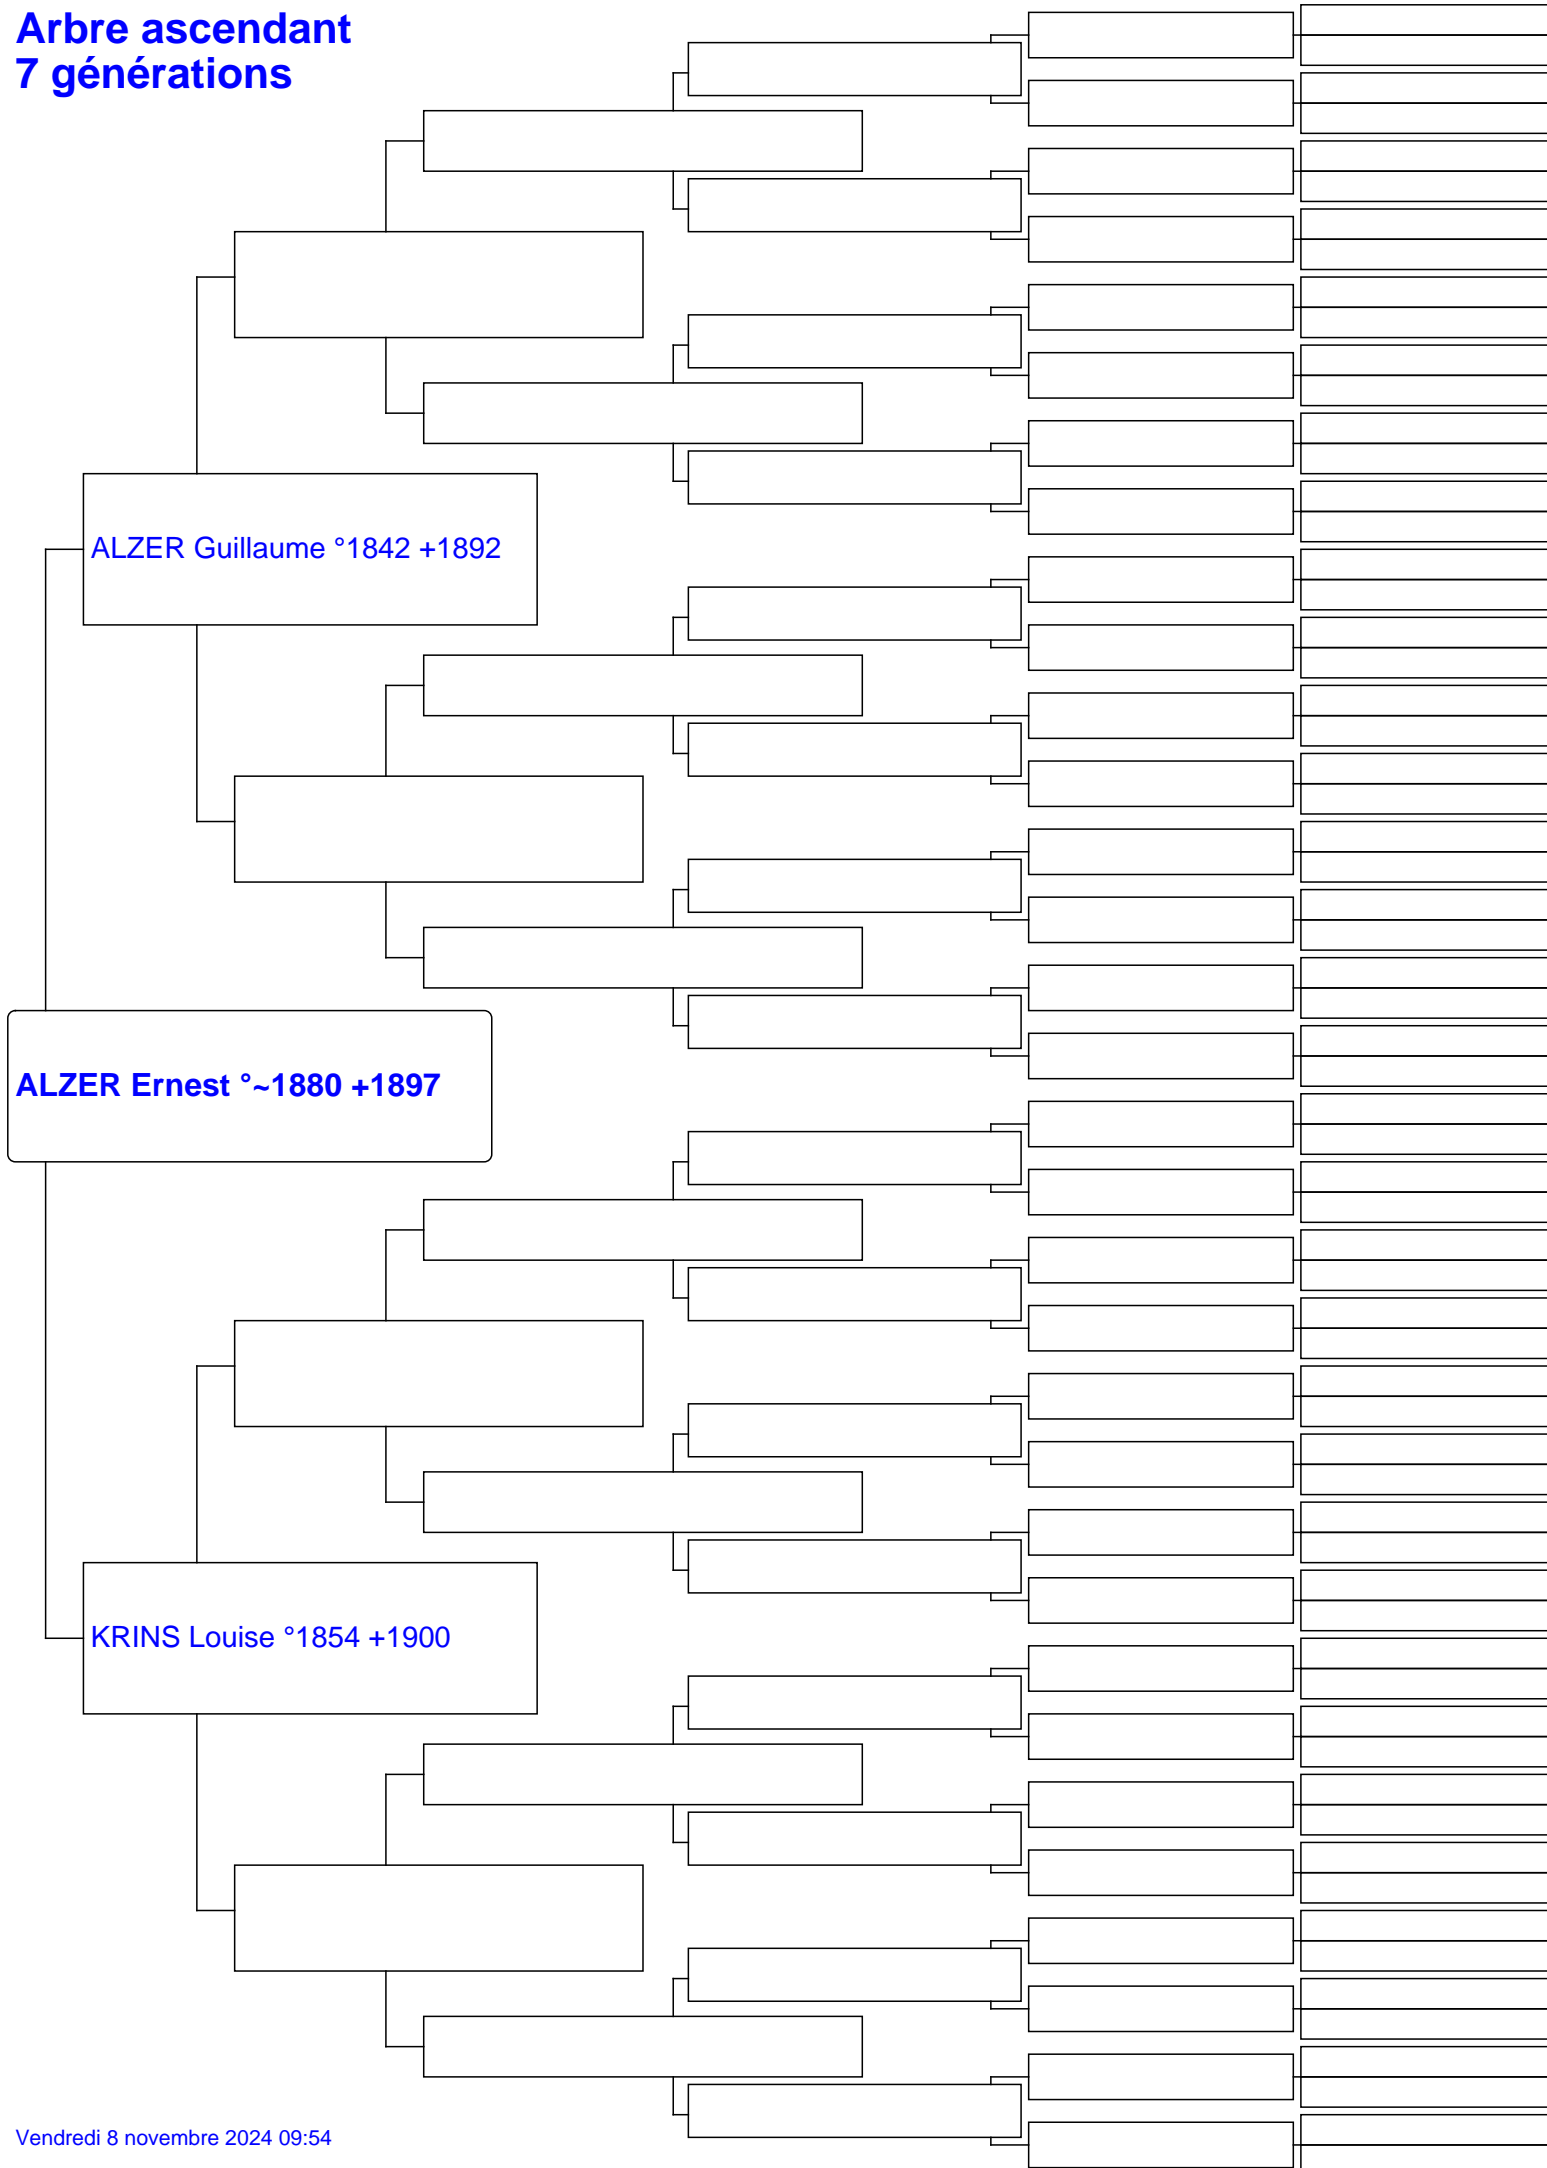 Arbre ascendant
7 générations
ALZER Guillaume °1842 +1892
ALZER Ernest °~1880 +1897
KRINS Louise °1854 +1900
Vendredi 8 novembre 2024 09:54